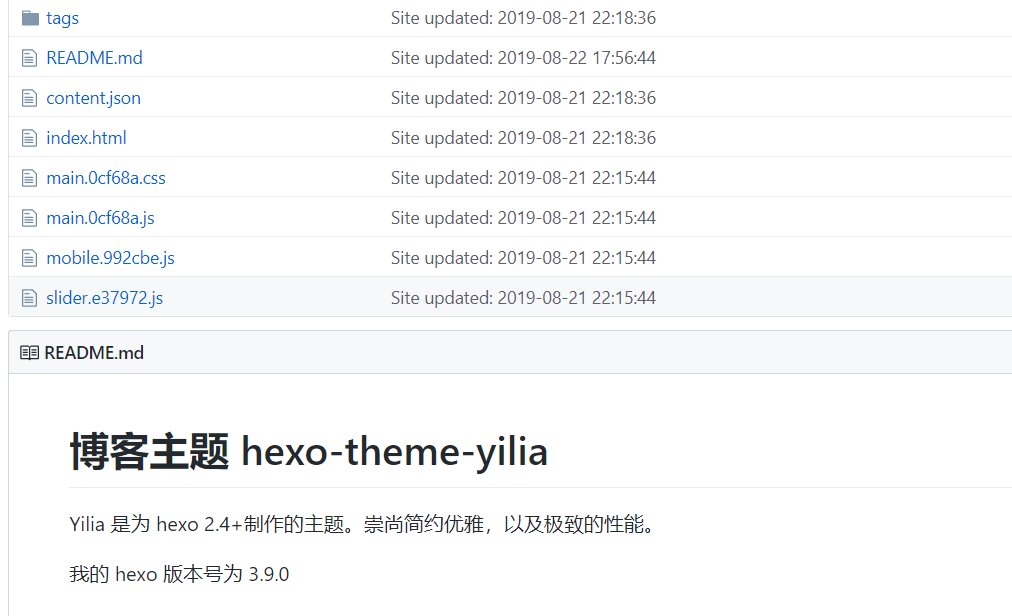 tags Site updated: 2019-08-21 22:18:36
README.md Site updated: 2019-08-22 17:56:44
content.json Site updated: 2019-08-21 22:18:36
index.html Site updated: 2019-08-21 22:18:36
main.0cf68a.css Site updated: 2019-08-21 22:15:44
main.0cf68a.js Site updated: 2019-08-21 22:15:44
mobile.992cbe.js Site updated: 2019-08-21 22:15:44
slider.e37972.js Site updated: 2019-08-21 22:15:44
README.md
博客主题 hexo-theme-yilia
Yilia 是为 hexo 2.4+制作的主题。崇尚简约优雅，以及极致的性能。
我的 hexo 版本号为 3.9.0